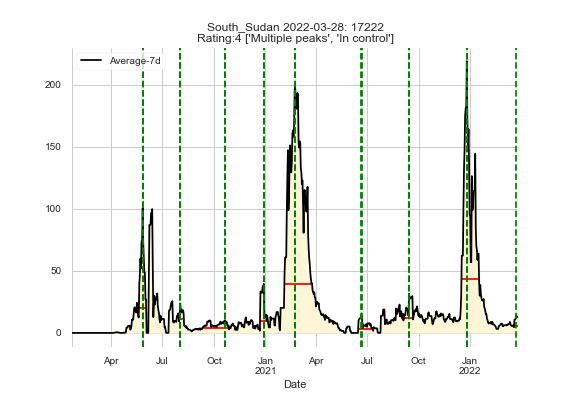 South_Sudan 2022-03-28: 17222
Rating:4 ['Multiple peaks', 'In control']
Average-7d
200
150
100
50
0
Apr Jul Oct Jan Apr Jul Oct Jan
2021 2022
Date